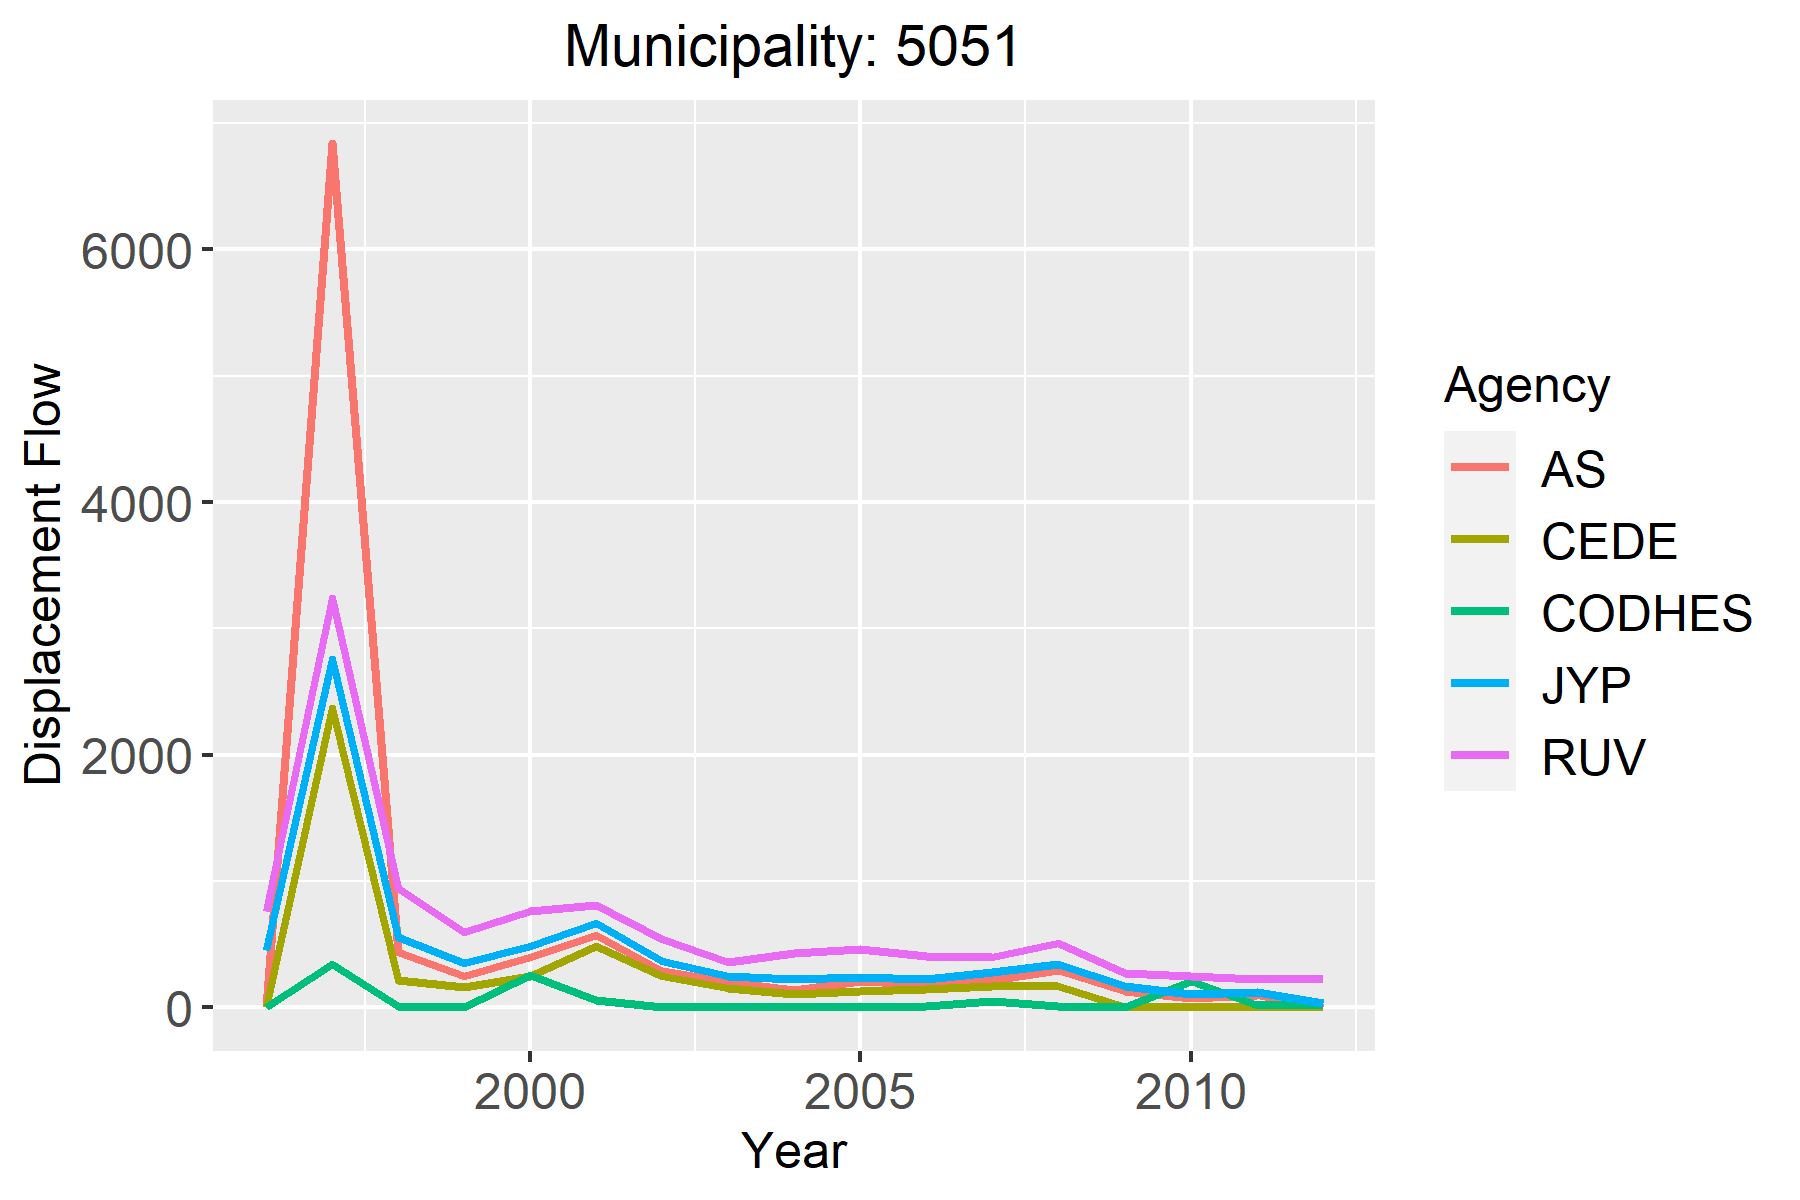 Municipality: 5051
Displacement Flow
6000
4000
2000
0
2000
2005
2010
Year
Agency
AS
CEDE
CODHES
JYP
RUV